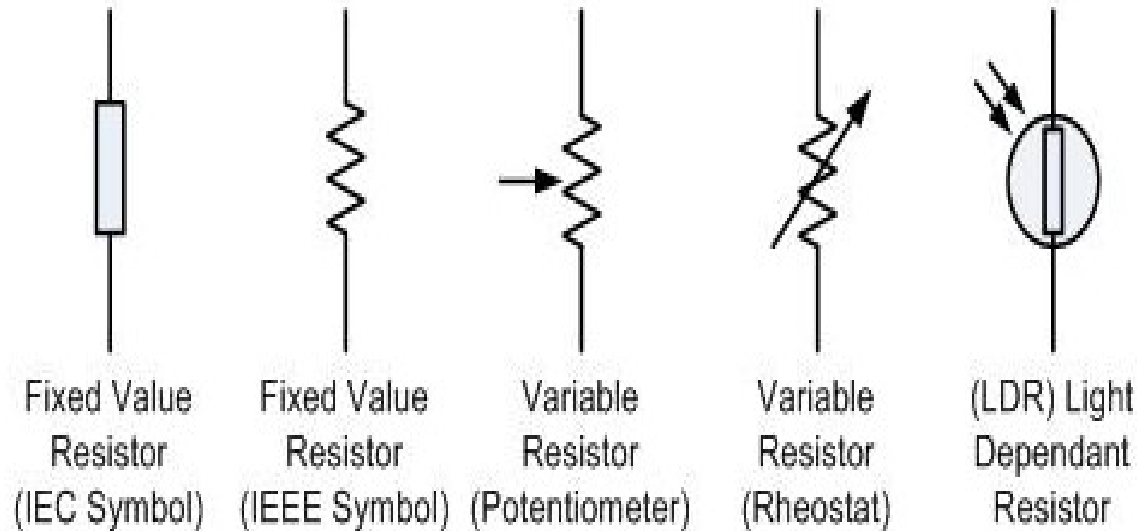 Fixed Value
Resistor
(IEC Symbol)
Fixed Value
Resistor
(IEEE Symbol)
Variable
Resistor
(Potentiometer)
Variable
Resistor
(Rheostat)
(LDR) Light
Dependant
Resistor